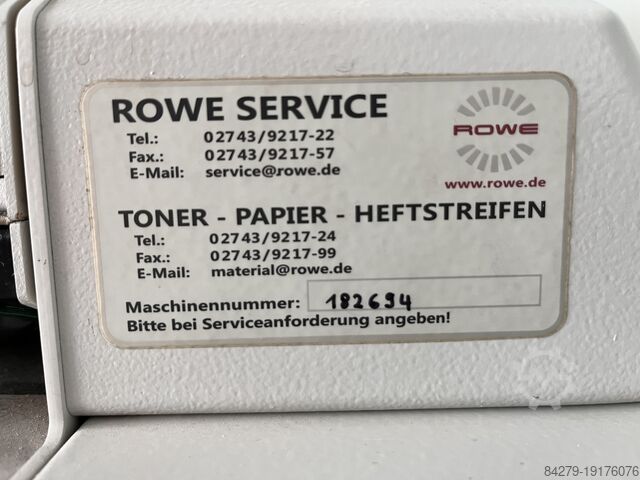 ROWE SERVICE
Tel.: 02743/9217-22
Fax.: 02743/9217-57
E-Mail: service@rowe.de
ROWE
www.rowe.de
TONER - PAPIER - HEFTSTREIFEN
Tel.: 02743/9217-24
Fax.: 02743/9217-99
E-Mail: material@rowe.de
Maschinennummer: 182694
Bitte bei Serviceanforderung angeben!
84279-19176076